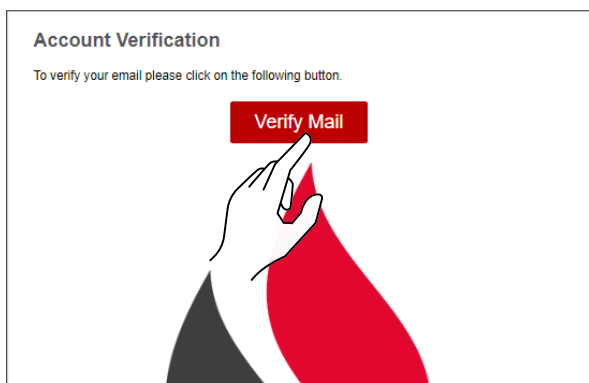 Account Verification
To verify your email please click on the following button.
Verify Mail